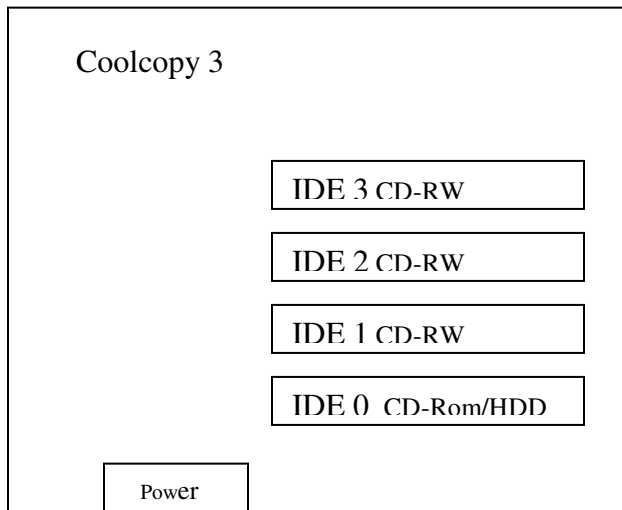 Coolcopy 3
IDE 3 CD-RW
IDE 2 CD-RW
IDE 1 CD-RW
IDE 0 CD-Rom/HDD
Power